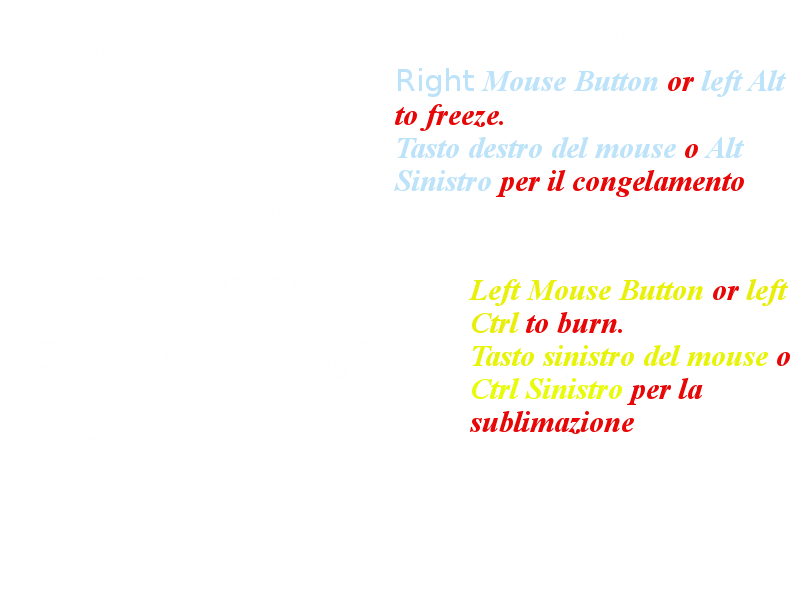 Right Mouse Button or left Alt
to freeze.
Tasto destro del mouse o Alt
Sinistro per il congelamento
Left Mouse Button or left
Ctrl to burn.
Tasto sinistro del mouse o
Ctrl Sinistro per la
sublimazione